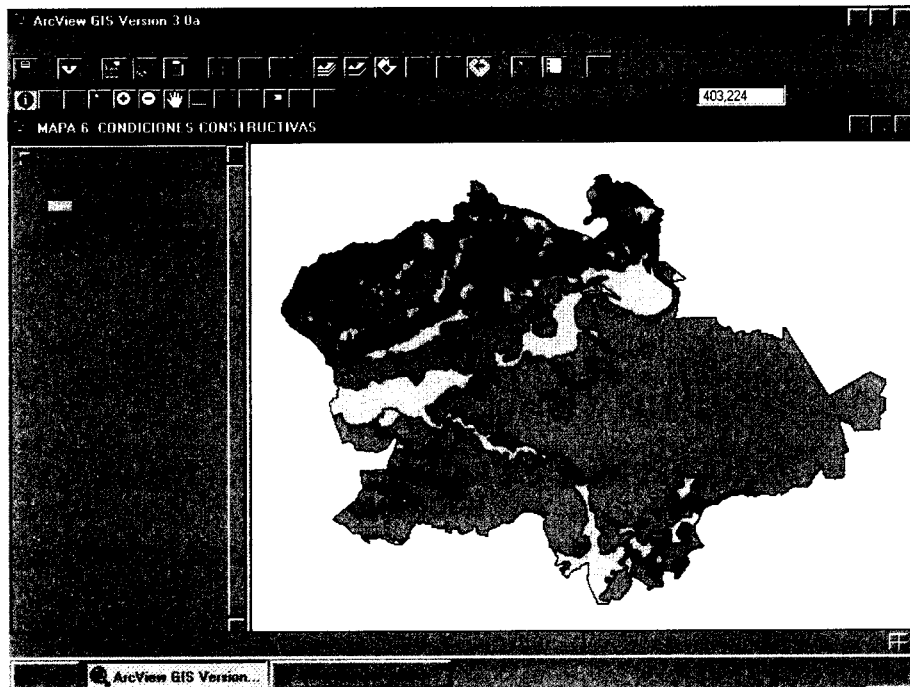 ArcView GIS Version 3.0a
403,224
MAPA 6: CONDICIONES CONSTRUCTIVAS
ArcView GIS Version...